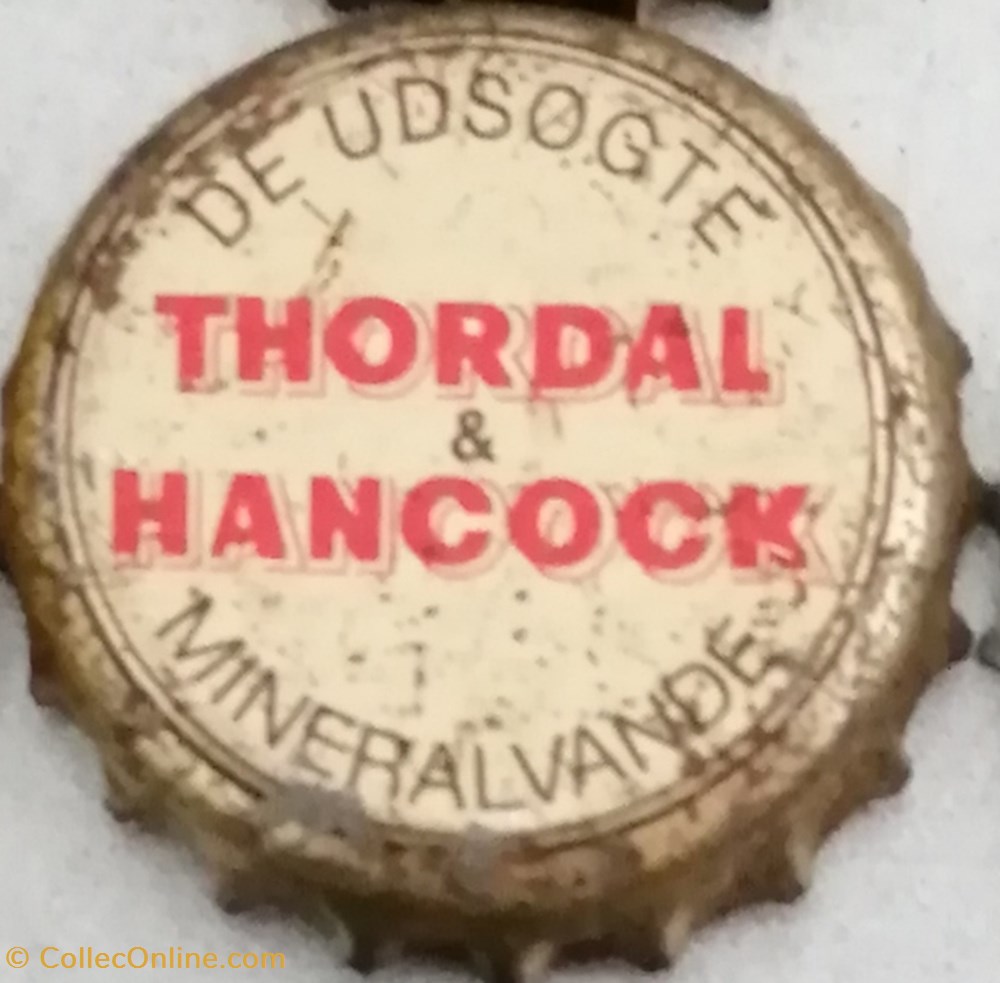 DE UDSØGTE
THORDAL
&
HANCOCK
MINERALVANDE
© CollecOnline.com